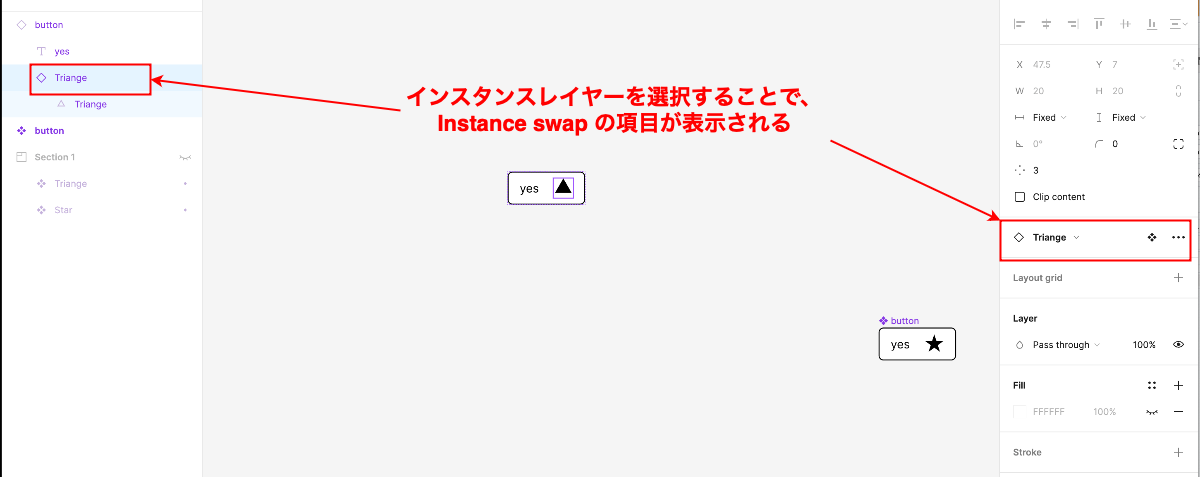 button
yes
Triange
Triange
button
Section 1
Triange
Star
インスタンスレイヤーを選択することで、
Instance swap の項目が表示される
yes
button
yes
X 47.5 Y 7
W 20 H 20
Fixed Fixed
0° 0
3
Clip content
Triange
Layout grid
Layer
Pass through 100%
Fill
FFFFFF 100%
Stroke